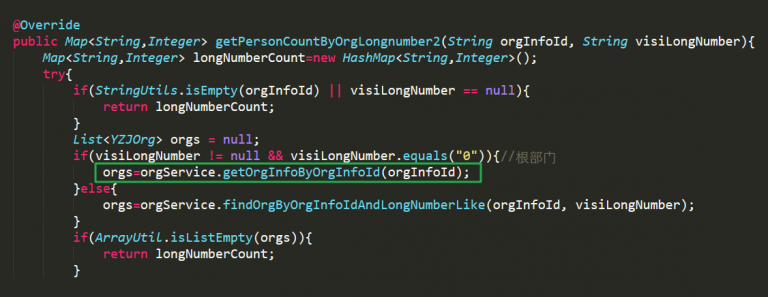 @Override
public Map<String,Integer> getPersonCountByOrgLongnumber2(String orgInfoId, String visiLongNumber){
    Map<String,Integer> longNumberCount=new HashMap<String,Integer>();
    try{
        if(StringUtils.isEmpty(orgInfoId) || visiLongNumber == null){
            return longNumberCount;
        }
        List<YZJOrg> orgs = null;
        if(visiLongNumber != null && visiLongNumber.equals("0")){//根部门
            orgs=orgService.getOrgInfoByOrgInfoId(orgInfoId);
        }else{
            orgs=orgService.findOrgByOrgInfoIdAndLongNumberLike(orgInfoId, visiLongNumber);
        }
        if(ArrayUtil.isListEmpty(orgs)){
            return longNumberCount;
        }